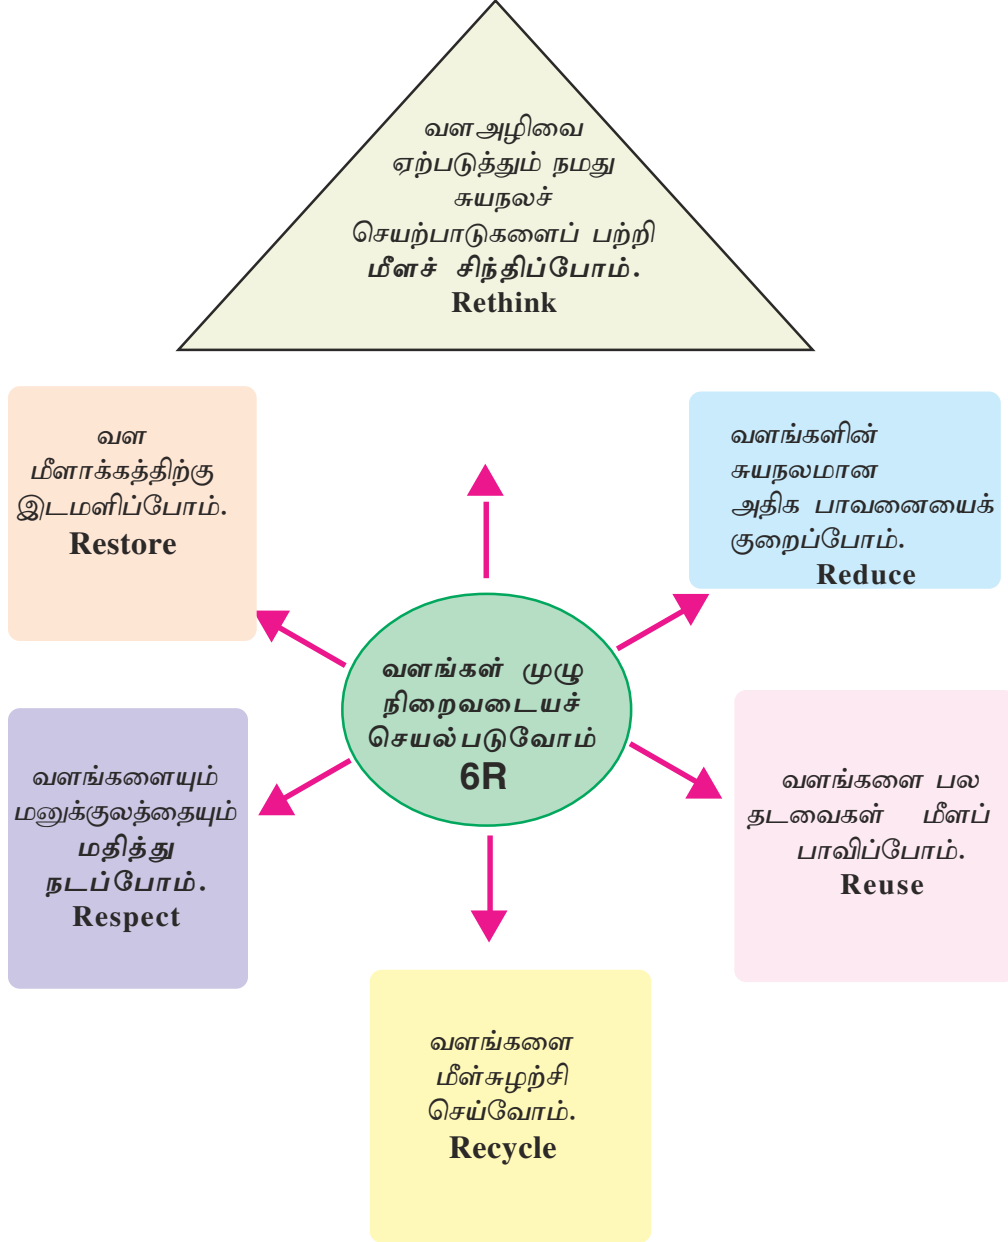 வள அழிவை
ஏற்படுத்தும் நமது
சுயநலச்
செயற்பாடுகளைப் பற்றி
மீளச் சிந்திப்போம்.
Rethink
வள
மீளாக்கத்திற்கு
இடமளிப்போம்.
Restore
வளங்களின்
சுயநலமான
அதிக பாவனையைக்
குறைப்போம்.
Reduce
வளங்கள் முழு
நிறைவடையச்
செயல்படுவோம்
6R
வளங்களையும்
மனுக்குலத்தையும்
மதித்து
நடப்போம்.
Respect
வளங்களை பல
தடவைகள் மீளப்
பாவிப்போம்.
Reuse
வளங்களை
மீள்சுழற்சி
செய்வோம்.
Recycle